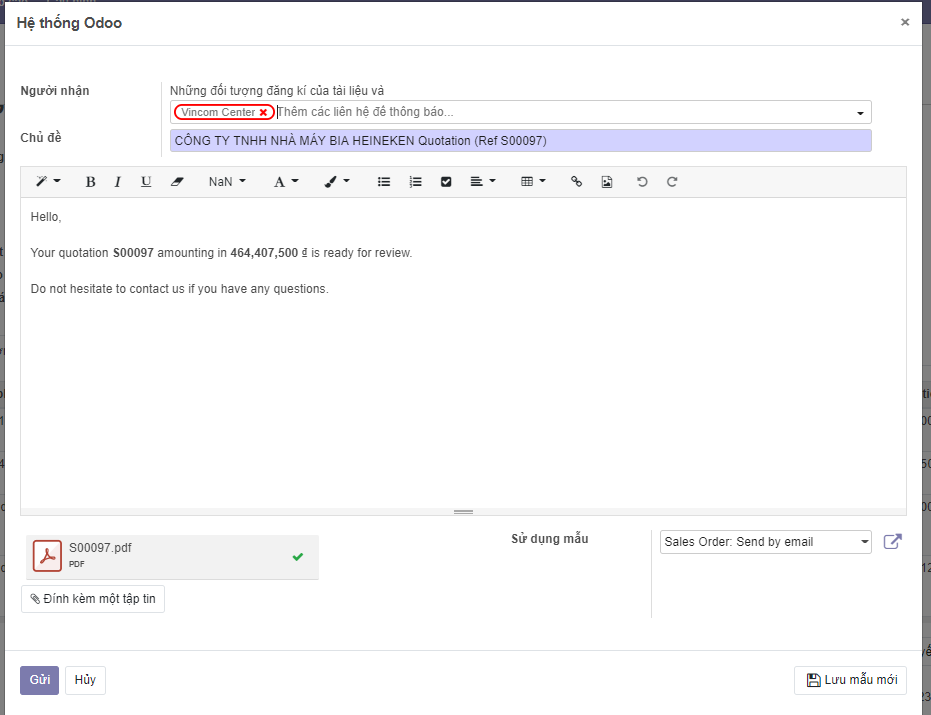 Hệ thống Odoo
×
Người nhận
Những đối tượng đăng kí của tài liệu và
Vincom Center × Thêm các liên hệ để thông báo...
Chủ đề
CÔNG TY TNHH NHÀ MÁY BIA HEINEKEN Quotation (Ref S00097)
B I U NaN A
Hello,
Your quotation S00097 amounting in 464,407,500 ₫ is ready for review.
Do not hesitate to contact us if you have any questions.
S00097.pdf
PDF
Sử dụng mẫu
Sales Order: Send by email
Đính kèm một tập tin
Gửi
Hủy
Lưu mẫu mới